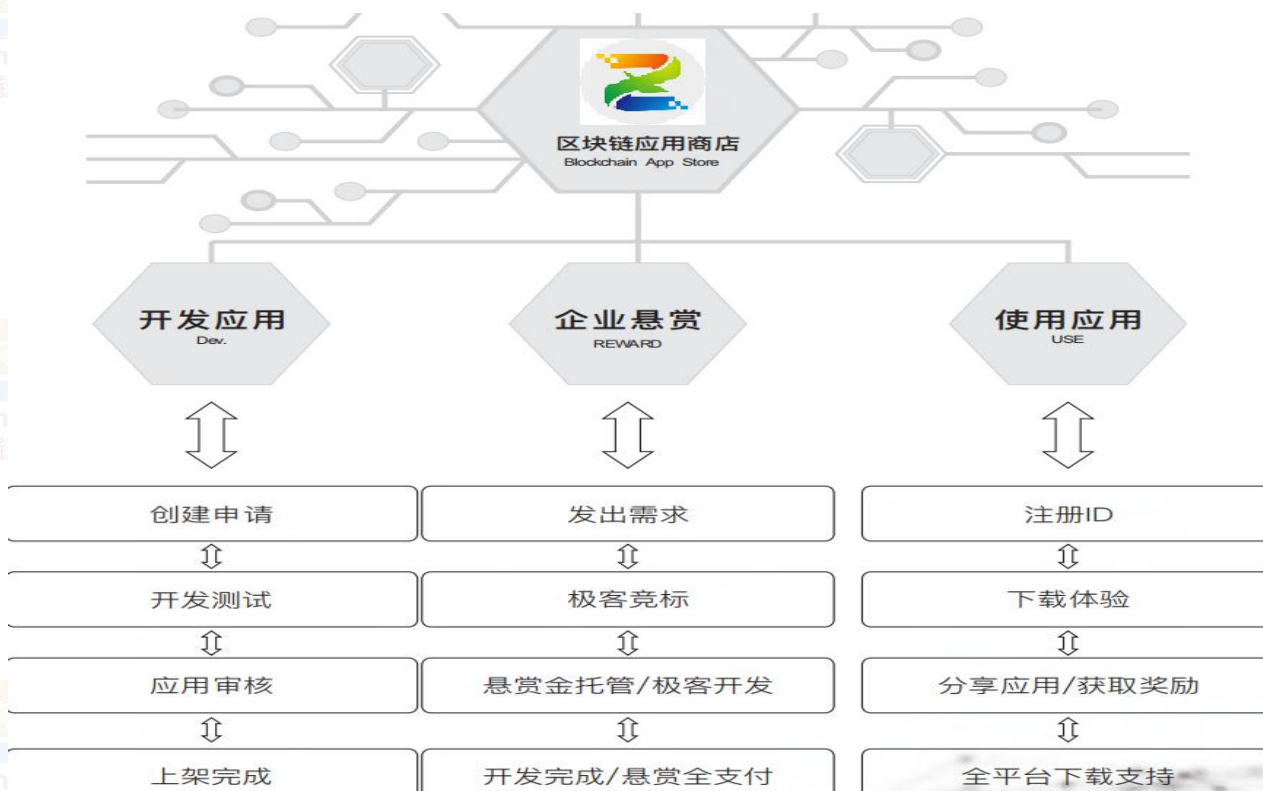 区块链应用商店
Blockchain App Store
开发应用
Dev.
企业悬赏
REWARD
使用应用
USE
创建申请
发出需求
注册ID
开发测试
极客竞标
下载体验
应用审核
悬赏金托管/极客开发
分享应用/获取奖励
上架完成
开发完成/悬赏全支付
全平台下载支持